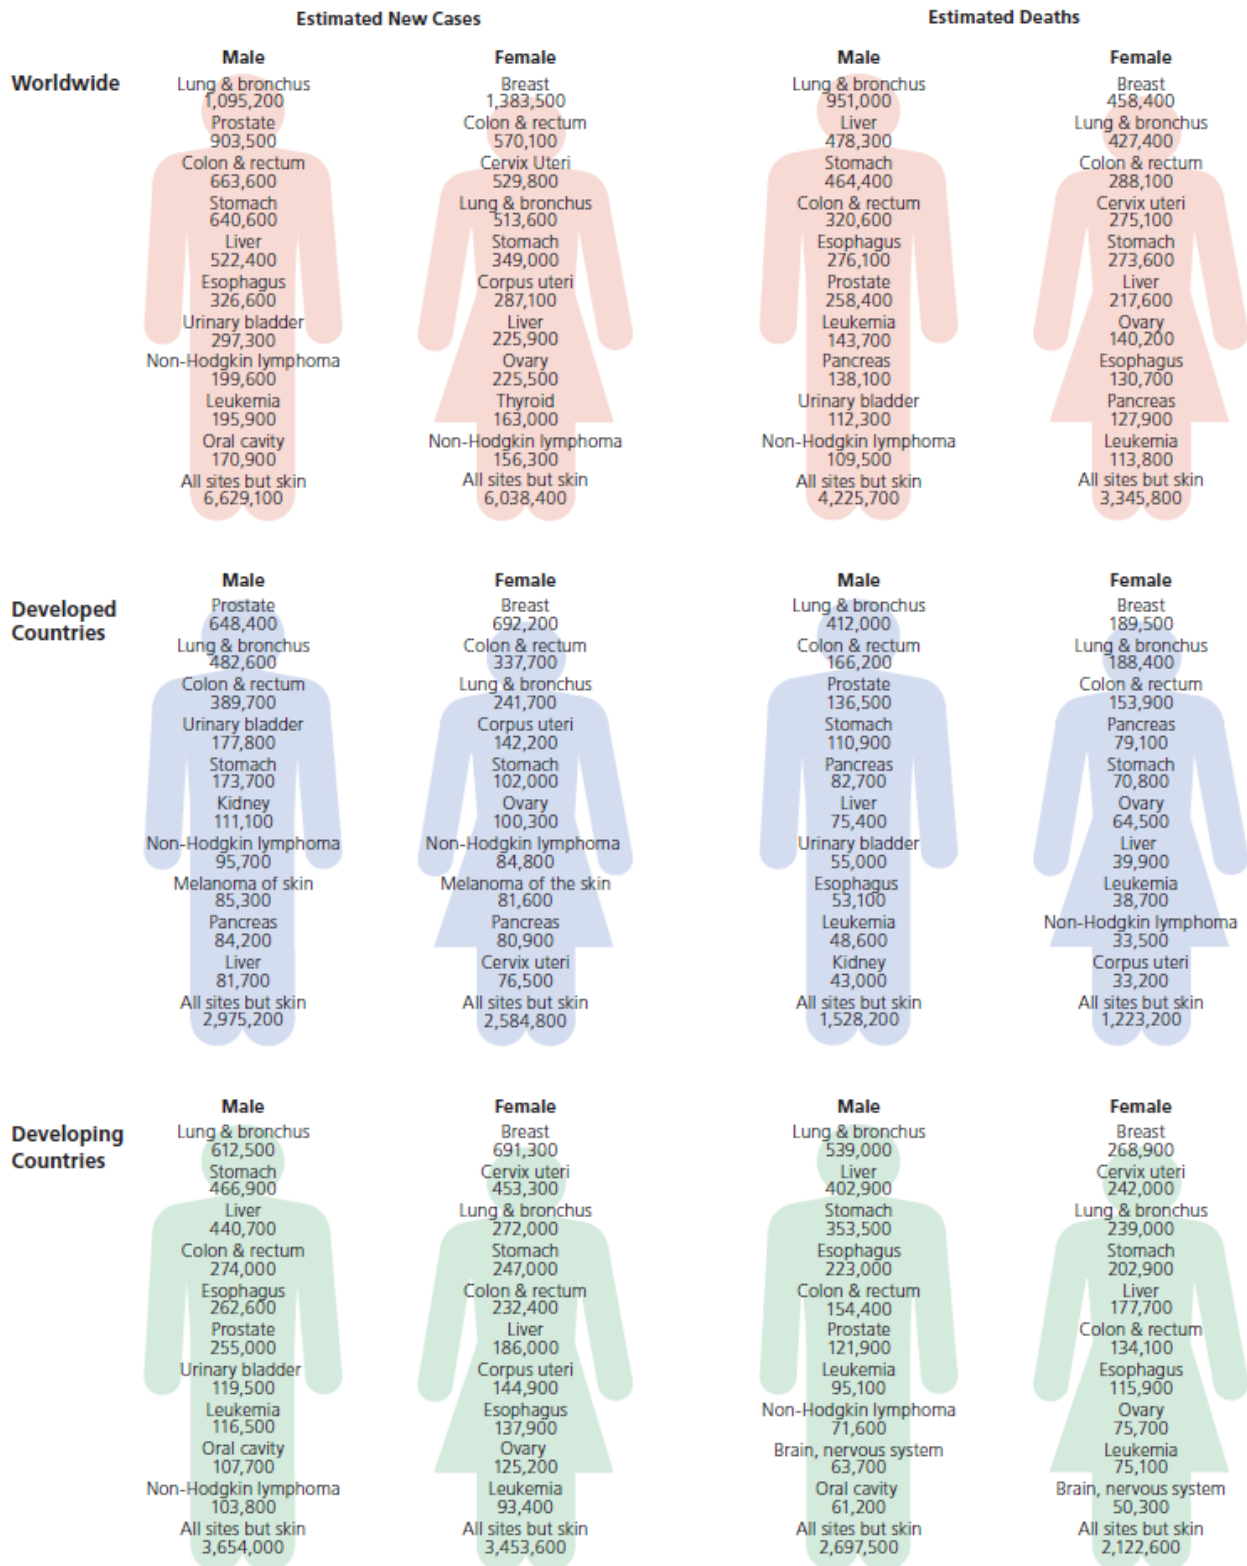 Estimated New Cases
Estimated Deaths
Worldwide
Male
Lung & bronchus
1,095,200
Prostate
903,500
Colon & rectum
663,600
Stomach
640,600
Liver
522,400
Esophagus
326,600
Urinary bladder
297,300
Non-Hodgkin lymphoma
199,600
Leukemia
195,900
Oral cavity
170,900
All sites but skin
6,629,100
Female
Breast
1,383,500
Colon & rectum
570,100
Cervix Uteri
529,800
Lung & bronchus
513,600
Stomach
349,000
Corpus uteri
287,100
Liver
225,900
Ovary
225,500
Thyroid
163,000
Non-Hodgkin lymphoma
156,300
All sites but skin
6,038,400
Male
Lung & bronchus
951,000
Liver
478,300
Stomach
464,400
Colon & rectum
320,600
Esophagus
276,100
Prostate
258,400
Leukemia
143,700
Pancreas
138,100
Urinary bladder
112,300
Non-Hodgkin lymphoma
109,500
All sites but skin
4,225,700
Female
Breast
458,400
Lung & bronchus
427,400
Colon & rectum
288,100
Cervix uteri
275,100
Stomach
273,600
Liver
217,600
Ovary
140,200
Esophagus
130,700
Pancreas
127,900
Leukemia
113,800
All sites but skin
3,345,800
Developed
Countries
Male
Prostate
648,400
Lung & bronchus
482,600
Colon & rectum
389,700
Urinary bladder
177,800
Stomach
173,700
Kidney
111,100
Non-Hodgkin lymphoma
95,700
Melanoma of skin
85,300
Pancreas
84,200
Liver
81,700
All sites but skin
2,975,200
Female
Breast
692,200
Colon & rectum
337,700
Lung & bronchus
241,700
Corpus uteri
142,200
Stomach
102,000
Ovary
100,300
Non-Hodgkin lymphoma
84,800
Melanoma of the skin
81,600
Pancreas
80,900
Cervix uteri
76,500
All sites but skin
2,584,800
Male
Lung & bronchus
412,000
Colon & rectum
166,200
Prostate
136,500
Stomach
110,900
Pancreas
82,700
Liver
75,400
Urinary bladder
55,000
Esophagus
53,100
Leukemia
48,600
Kidney
43,000
All sites but skin
1,528,200
Female
Breast
189,500
Lung & bronchus
188,400
Colon & rectum
153,900
Pancreas
79,100
Stomach
70,800
Ovary
64,500
Liver
39,900
Leukemia
38,700
Non-Hodgkin lymphoma
33,500
Corpus uteri
33,200
All sites but skin
1,223,200
Developing
Countries
Male
Lung & bronchus
612,500
Stomach
466,900
Liver
440,700
Colon & rectum
274,000
Esophagus
262,600
Prostate
255,000
Urinary bladder
119,500
Leukemia
116,500
Oral cavity
107,700
Non-Hodgkin lymphoma
103,800
All sites but skin
3,654,000
Female
Breast
691,300
Cervix uteri
453,300
Lung & bronchus
272,000
Stomach
247,000
Colon & rectum
232,400
Liver
186,000
Corpus uteri
144,900
Esophagus
137,900
Ovary
125,200
Leukemia
93,400
All sites but skin
3,453,600
Male
Lung & bronchus
539,000
Liver
402,900
Stomach
353,500
Esophagus
223,000
Colon & rectum
154,400
Prostate
121,900
Leukemia
95,100
Non-Hodgkin lymphoma
71,600
Brain, nervous system
63,700
Oral cavity
61,200
All sites but skin
2,697,500
Female
Breast
268,900
Cervix uteri
242,000
Lung & bronchus
239,000
Stomach
202,900
Liver
177,700
Colon & rectum
134,100
Esophagus
115,900
Ovary
75,700
Leukemia
75,100
Brain, nervous system
50,300
All sites but skin
2,122,600